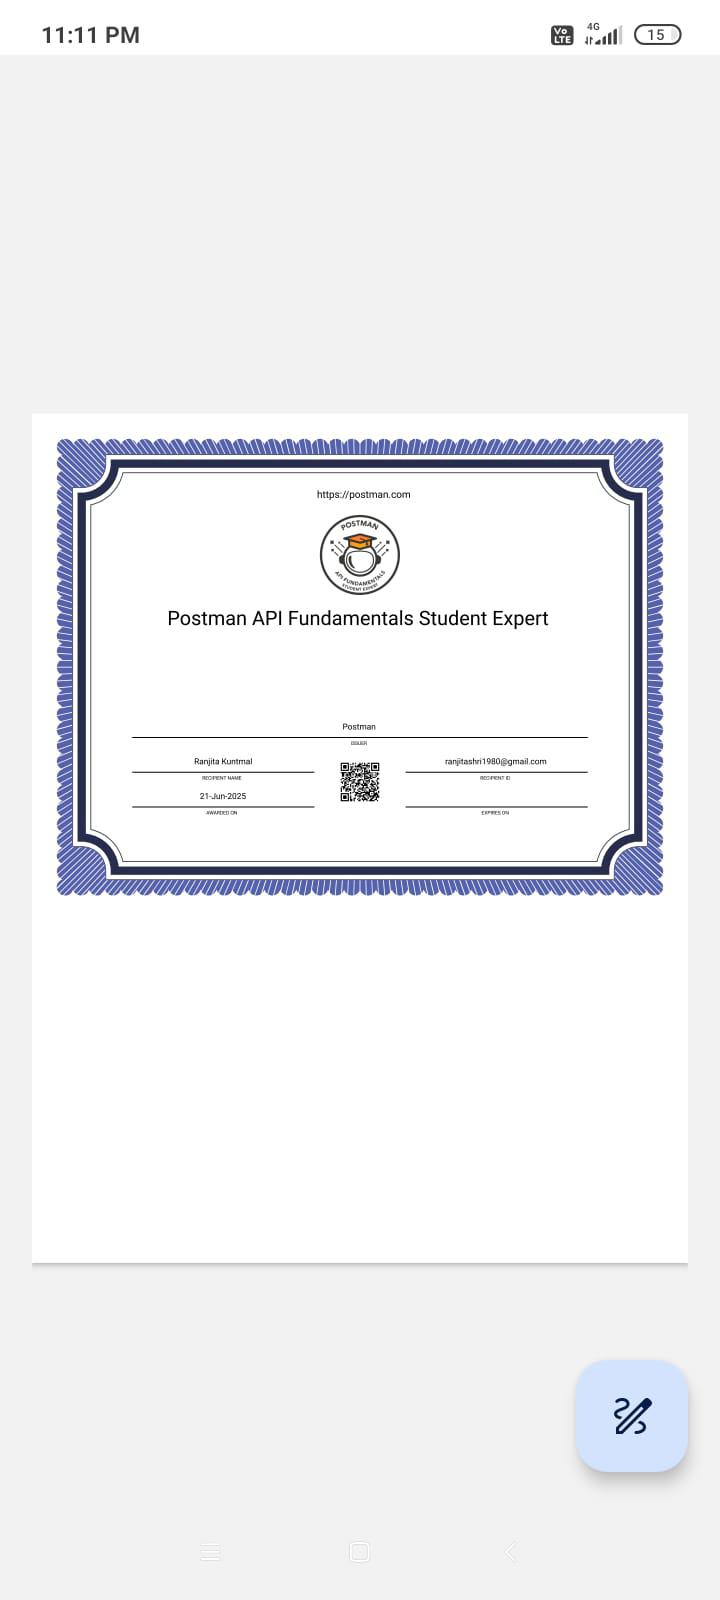 11:11 PM
Vo LTE
4G
15
https://postman.com
POSTMAN
API FUNDAMENTALS
STUDENT EXPERT
Postman API Fundamentals Student Expert
Postman
ISSUER
Ranjita Kuntmal
ranjitashri1980@gmail.com
RECIPIENT NAME
RECIPIENT ID
21-Jun-2025
AWARDED ON
EXPIRES ON